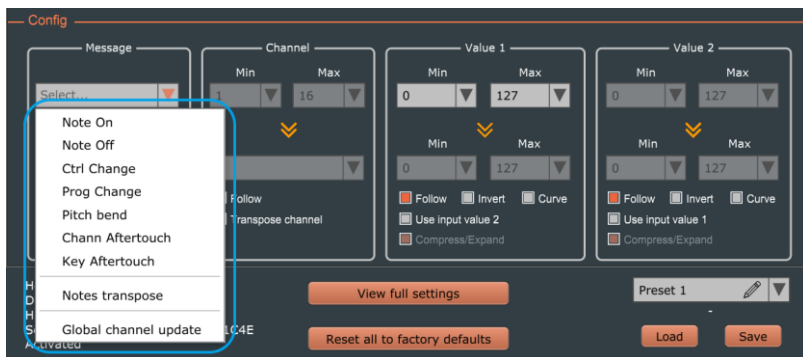 Config
Message
Channel
Value 1
Value 2
Min Max
Min Max
Min Max
Select...
1 16
0 127
0 127
Note On
Note Off
Ctrl Change
Prog Change
Pitch bend
Chann Aftertouch
Key Aftertouch
Notes transpose
Global channel update
Min Max
Min Max
0 127
0 127
Follow
Transpose channel
Follow Invert Curve
Use input value 2
Compress/Expand
Follow Invert Curve
Use input value 1
Compress/Expand
H
D
H
S 1C4E
Activated
View full settings
Reset all to factory defaults
Preset 1
-
Load
Save